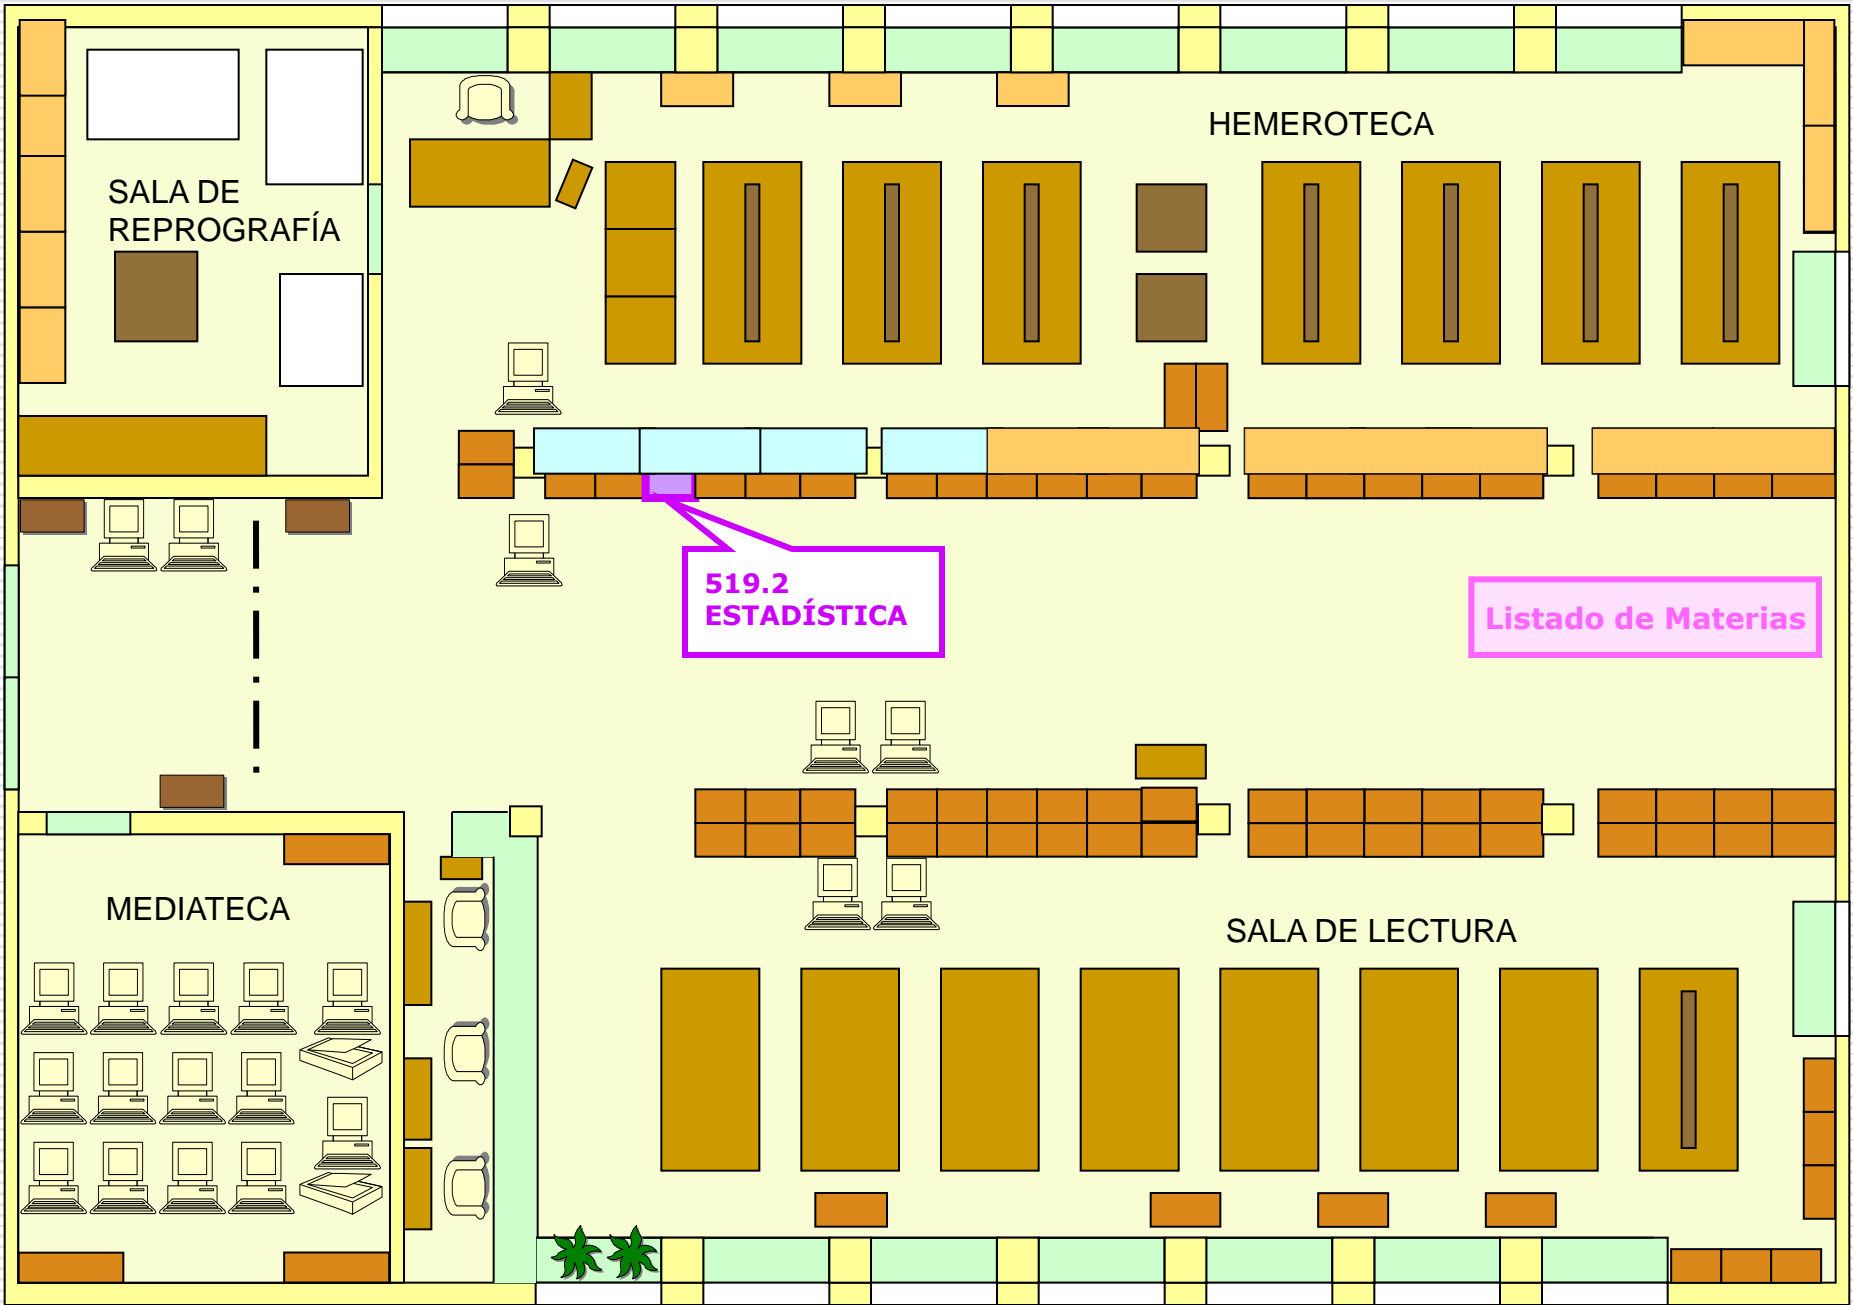 HEMEROTECA
SALA DE
REPROGRAFÍA
519.2
ESTADÍSTICA
Listado de Materias
MEDIATECA
SALA DE LECTURA